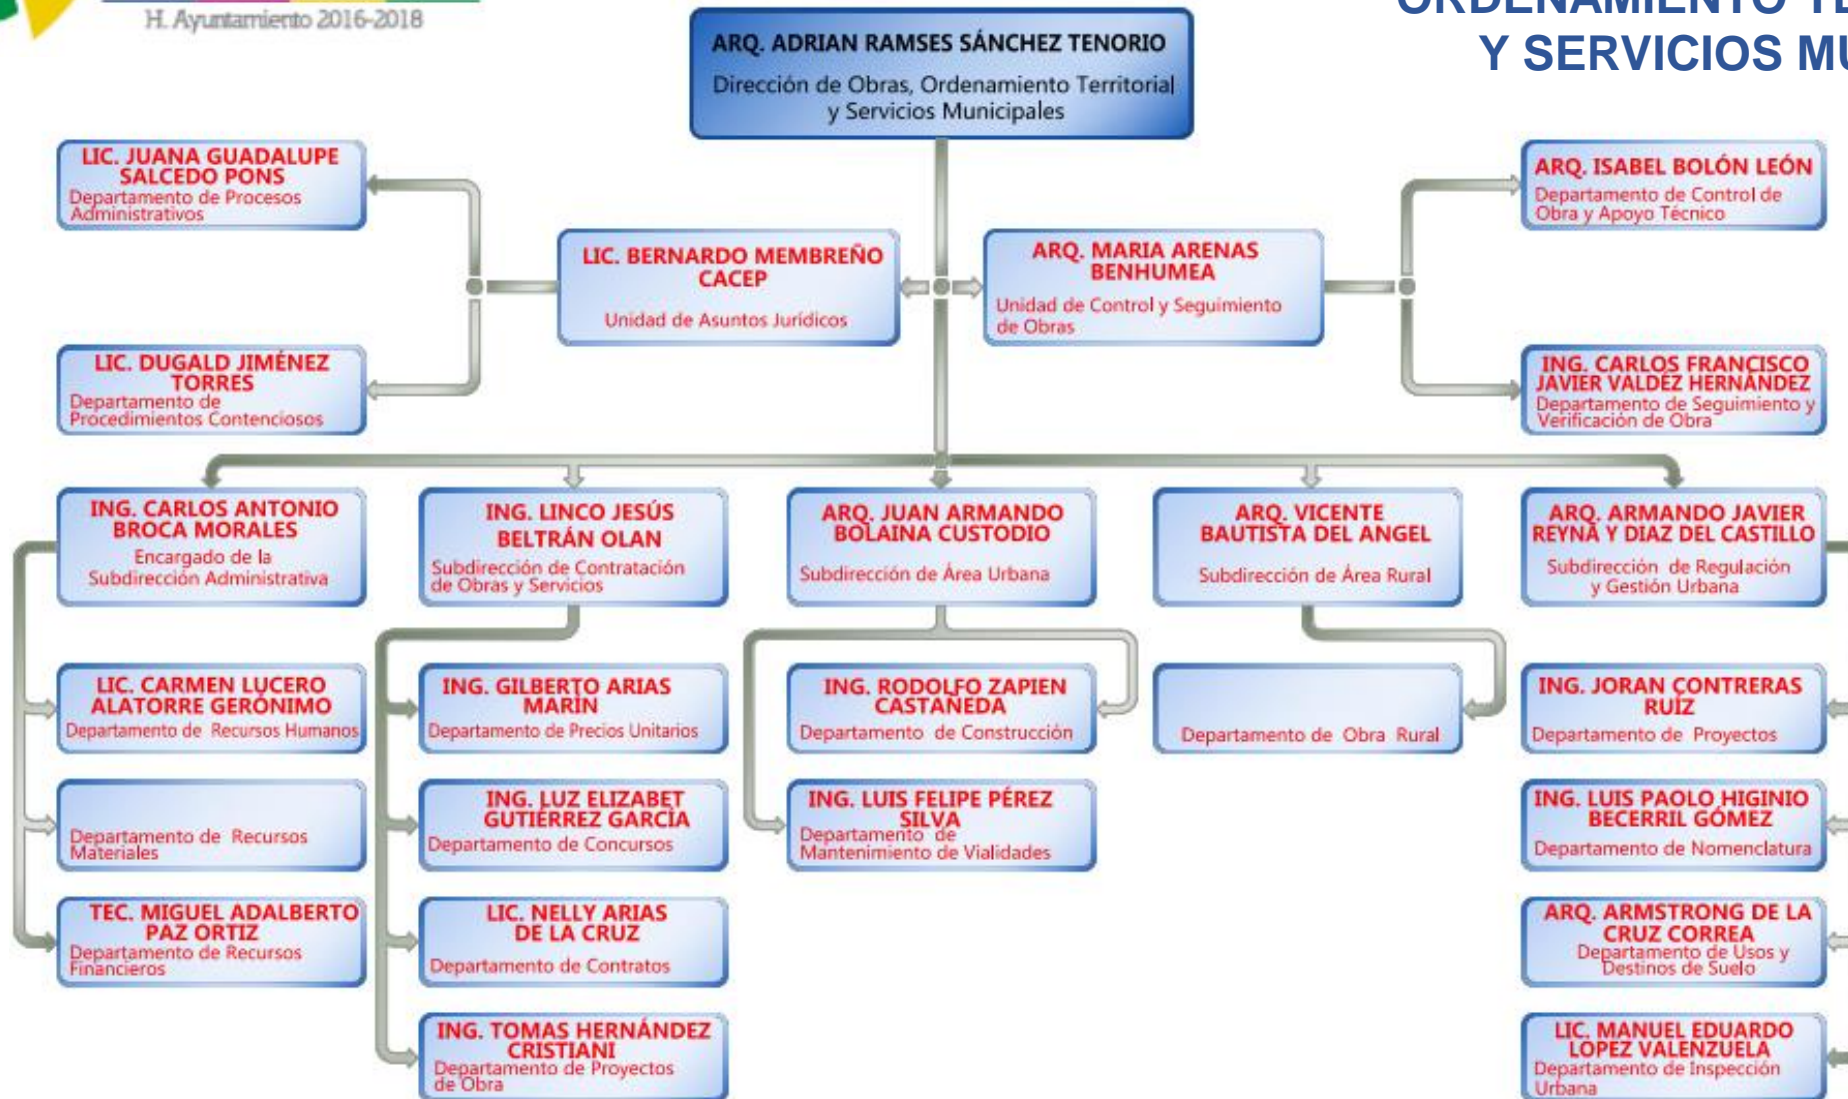 H. Ayuntamiento 2016-2018
Y SERVICIOS
ARQ. ADRIAN RAMSES SÁNCHEZ TENORIO
Dirección de Obras, Ordenamiento Territorial
y Servicios Municipales
LIC. JUANA GUADALUPE
SALCEDO PONS
Departamento de Procesos
Administrativos
ARQ. ISABEL BOLÓN LEÓN
Departamento de Control de
Obra y Apoyo Técnico
LIC. BERNARDO MEMBREÑO
CACEP
Unidad de Asuntos Jurídicos
ARQ. MARIA ARENAS
BENHUMEA
Unidad de Control y Seguimiento
de Obras
LIC. DUGALD JIMÉNEZ
TORRES
Departamento de
Procedimientos Contenciosos
ING. CARLOS FRANCISCO
JAVIER VALDÉZ HERNÁNDEZ
Departamento de Seguimiento y
Verificación de Obra
ING. CARLOS ANTONIO
BROCA MORALES
Encargado de la
Subdirección Administrativa
ING. LINCO JESÚS
BELTRÁN OLAN
Subdirección de Contratación
de Obras y Servicios
ARQ. JUAN ARMANDO
BOLAINA CUSTODIO
Subdirección de Área Urbana
ARQ. VICENTE
BAUTISTA DEL ANGEL
Subdirección de Área Rural
ARQ. ARMANDO JAVIER
REYNA Y DIAZ DEL CASTILLO
Subdirección de Regulación
y Gestión Urbana
LIC. CARMEN LUCERO
ALATORRE GERÓNIMO
Departamento de Recursos Humanos
ING. GILBERTO ARIAS
MARÍN
Departamento de Precios Unitarios
ING. RODOLFO ZAPIEN
CASTAÑEDA
Departamento de Construcción
Departamento de Obra Rural
ING. JORAN CONTRERAS
RUÍZ
Departamento de Proyectos
Departamento de Recursos
Materiales
ING. LUZ ELIZABET
GUTIÉRREZ GARCÍA
Departamento de Concursos
ING. LUIS FELIPE PÉREZ
SILVA
Departamento de
Mantenimiento de Vialidades
ING. LUIS PAOLO HIGINIO
BECERRIL GÓMEZ
Departamento de Nomenclatura
TEC. MIGUEL ADALBERTO
PAZ ORTIZ
Departamento de Recursos
Financieros
LIC. NELLY ARIAS
DE LA CRUZ
Departamento de Contratos
ARQ. ARMSTRONG DE LA
CRUZ CORREA
Departamento de Usos y
Destinos de Suelo
ING. TOMAS HERNÁNDEZ
CRISTIANI
Departamento de Proyectos
de Obra
LIC. MANUEL EDUARDO
LOPEZ VALENZUELA
Departamento de Inspección
Urbana